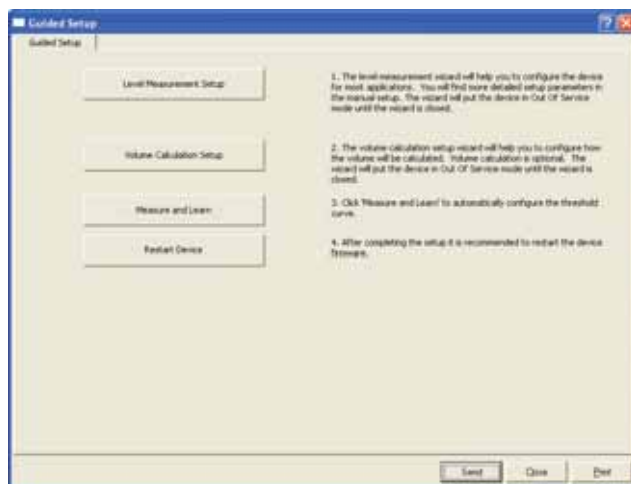 Guided Setup
Guided Setup
Level Measurement Setup
1. The level measurement wizard will help you to configure the device
for most applications. You will find more detailed setup parameters in
the manual setup. The wizard will put the device in Out Of Service
mode until the wizard is closed.
Volume Calculation Setup
2. The volume calculation setup wizard will help you to configure how
the volume will be calculated. Volume calculation is optional. The
wizard will put the device in Out Of Service mode until the wizard is
closed.
Measure and Learn
3. Click 'Measure and Learn' to automatically configure the threshold
curve.
Restart Device
4. After completing the setup it is recommended to restart the device
firmware.
Send
Close
Print